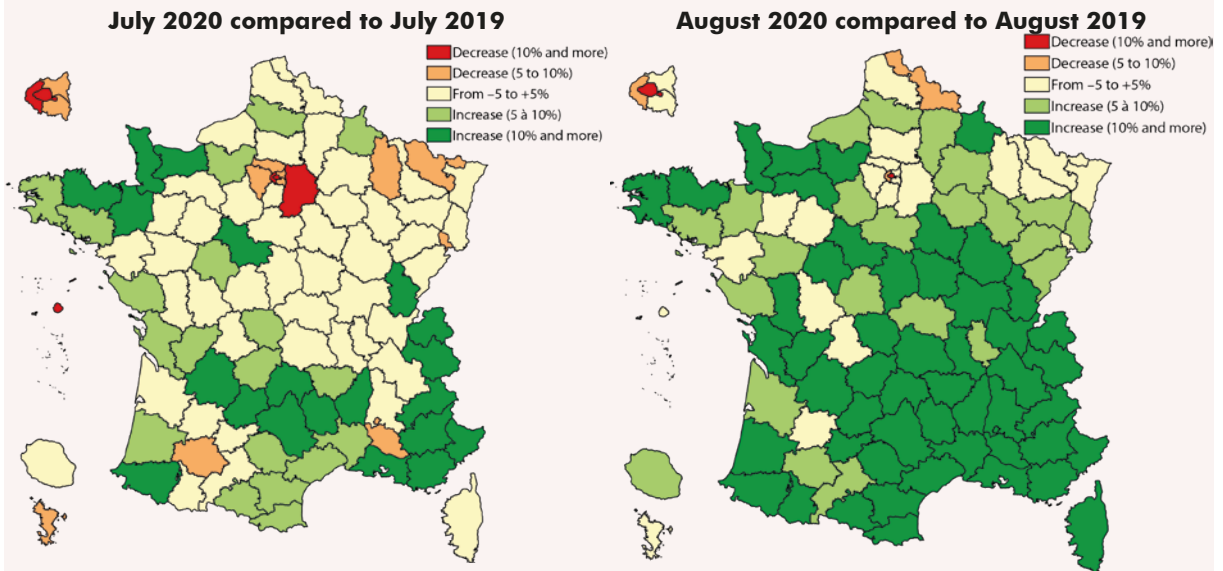 July 2020 compared to July 2019
Decrease (10% and more)
Decrease (5 to 10%)
From –5 to +5%
Increase (5 à 10%)
Increase (10% and more)
August 2020 compared to August 2019
Decrease (10% and more)
Decrease (5 to 10%)
From –5 to +5%
Increase (5 à 10%)
Increase (10% and more)